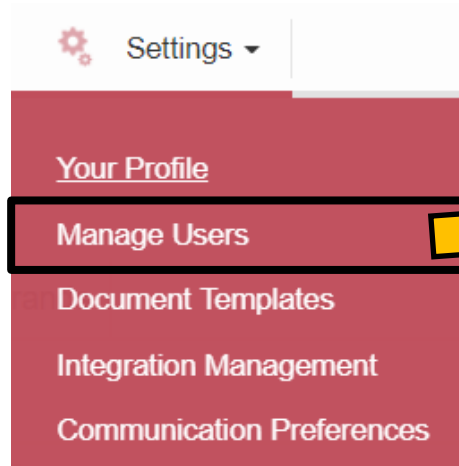 Settings
Your Profile
Manage Users
Document Templates
Integration Management
Communication Preferences